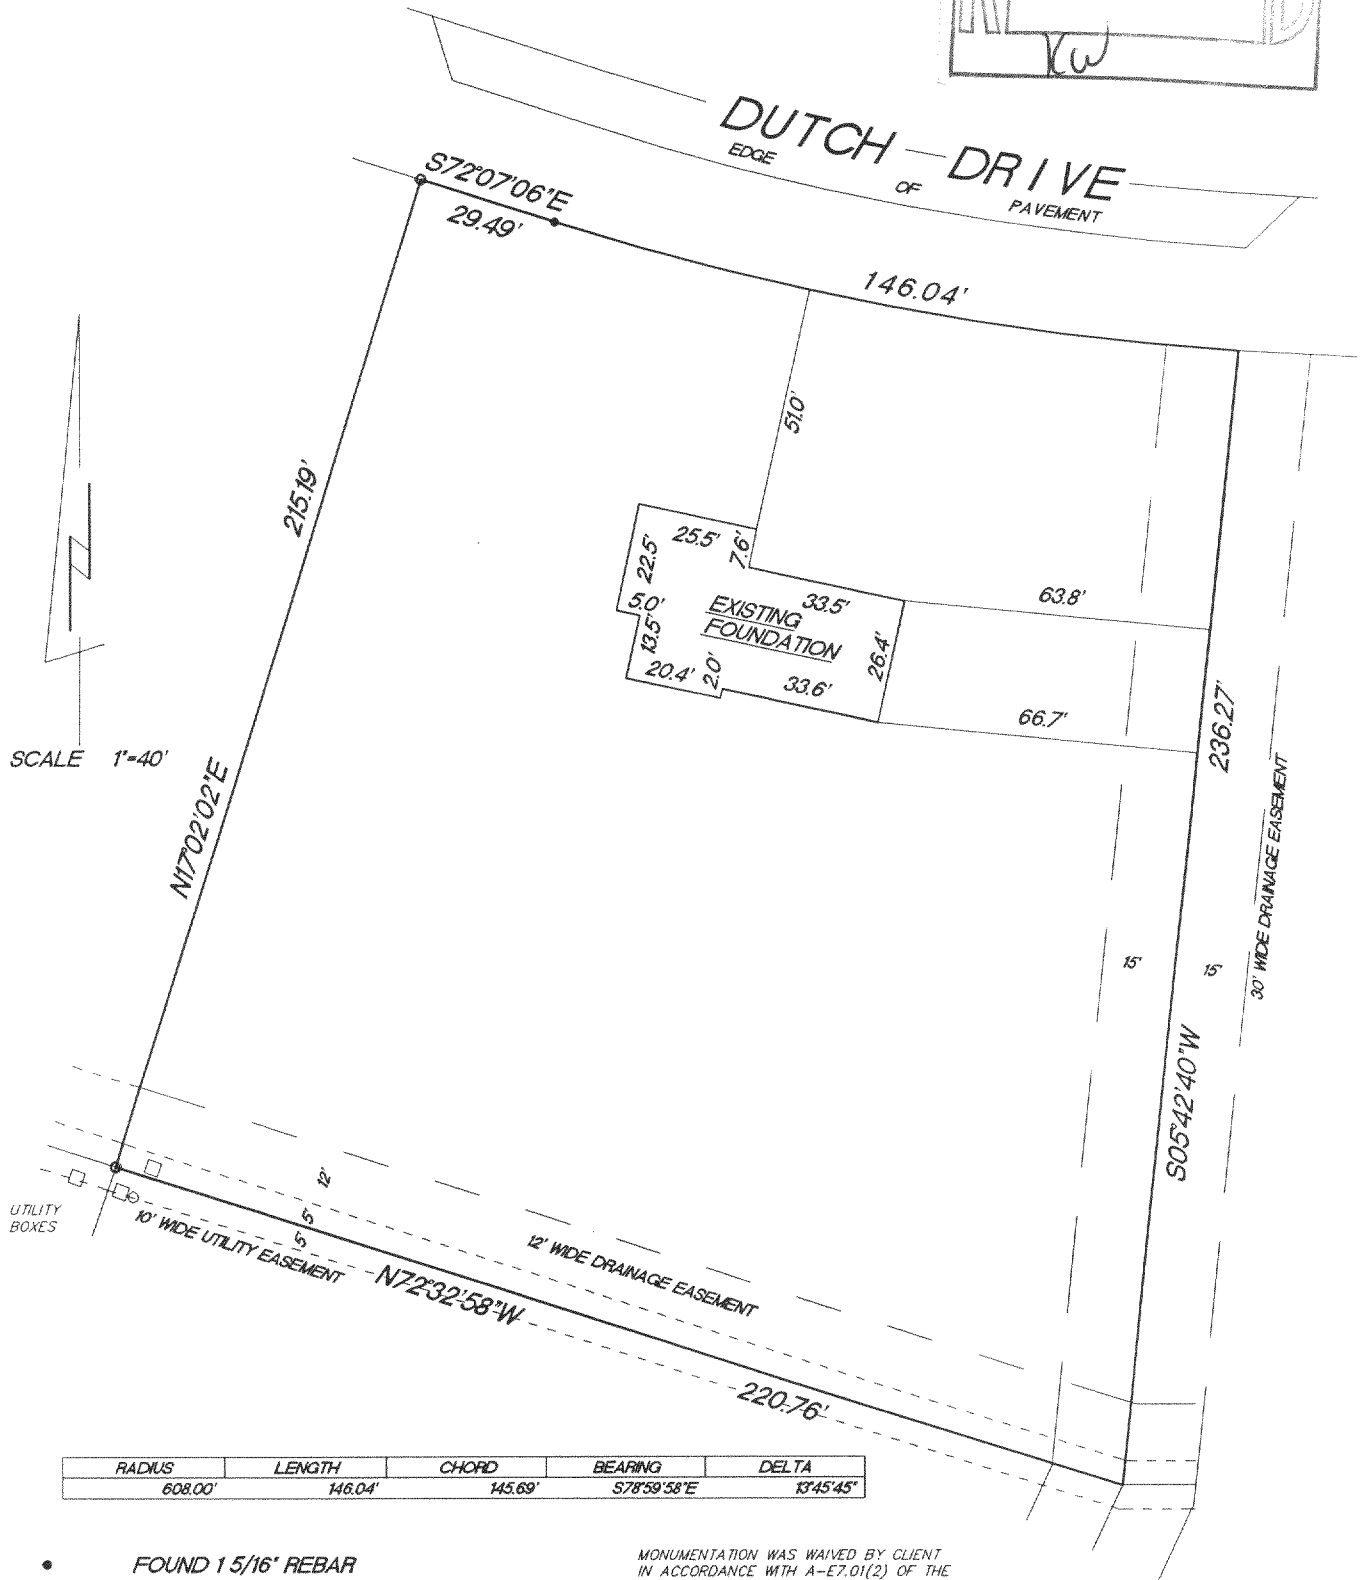 KW
DUTCH DRIVE
EDGE OF PAVEMENT
S72°07'06"E
29.49'
146.04'
51.0'
215.19'
25.5'
7.6'
22.5'
5.0'
13.5'
EXISTING
FOUNDATION
33.5'
63.8'
26.4'
20.4'
2.0'
33.6'
66.7'
236.27'
SCALE 1"=40'
N17°02'02"E
30' WIDE DRAINAGE EASEMENT
15'
15'
S05°42'40"W
12'
5'
5'
UTILITY
BOXES
10' WIDE UTILITY EASEMENT
12' WIDE DRAINAGE EASEMENT
N72°32'58"W
220.76'
RADIUS LENGTH CHORD BEARING DELTA
608.00' 146.04' 145.69' S78°59'58"E 13°45'45"
FOUND 1 5/16" REBAR
MONUMENTATION WAS WAIVED BY CLIENT
IN ACCORDANCE WITH A-E7.01(2) OF THE